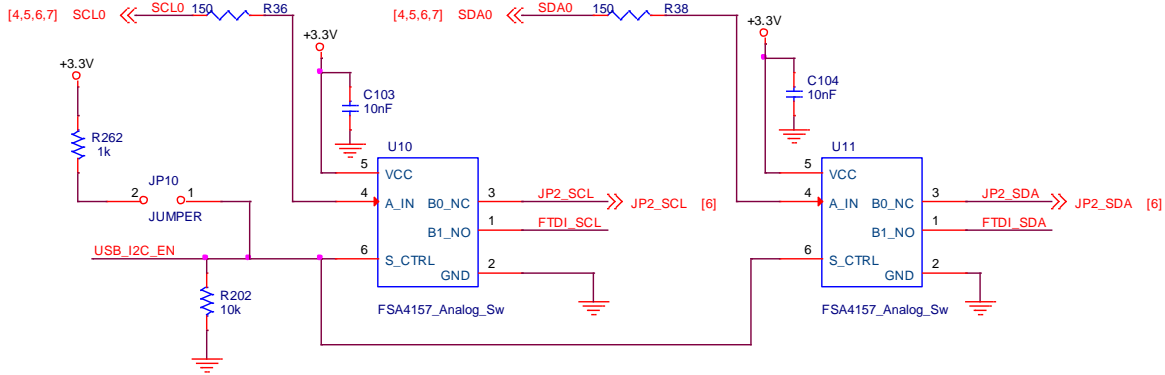 [4,5,6,7] SCL0 SCL0 150 R36
[4,5,6,7] SDA0 SDA0 150 R38
+3.3V
+3.3V
+3.3V
C103
10nF
C104
10nF
R262
1k
JP10
2 1
JUMPER
U10
5 VCC
4 A_IN B0_NC 3 JP2_SCL JP2_SCL [6]
B1_NO 1 FTDI_SCL
6 S_CTRL
GND 2
FSA4157_Analog_Sw
U11
5 VCC
4 A_IN B0_NC 3 JP2_SDA JP2_SDA [6]
B1_NO 1 FTDI_SDA
6 S_CTRL
GND 2
FSA4157_Analog_Sw
USB_I2C_EN
R202
10k